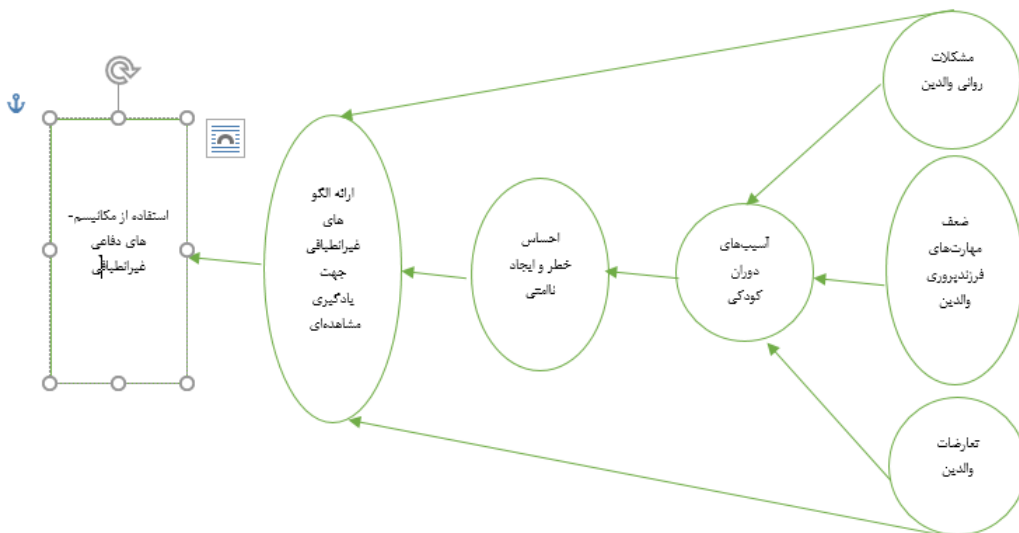 مشکلات
روانی والدین
ضعف
مهارت‌های
فرزندپروری
والدین
تعارضات
والدین
آسیب‌های
دوران
کودکی
احساس
خطر و ایجاد
ناامنی
ارائه الگو
های
غیرانطباقی
جهت
یادگیری
مشاهده‌ای
استفاده از مکانیسم-
های دفاعی
غیرانطباقی